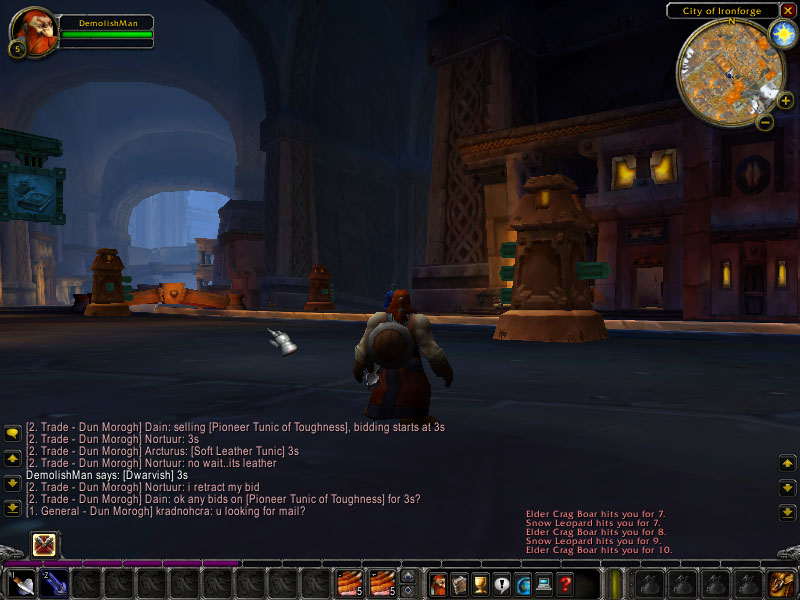 DemolishMan
5
City of Ironforge
N
[2. Trade - Dun Morogh] Dain: selling [Pioneer Tunic of Toughness], bidding starts at 3s
[2. Trade - Dun Morogh] Nortuur: 3s
[2. Trade - Dun Morogh] Arcturus: [Soft Leather Tunic] 3s
[2. Trade - Dun Morogh] Nortuur: no wait..its leather
DemolishMan says: [Dwarvish] 3s
[2. Trade - Dun Morogh] Nortuur: i retract my bid
[2. Trade - Dun Morogh] Dain: ok any bids on [Pioneer Tunic of Toughness] for 3s?
[1. General - Dun Morogh] kradnohcra: u looking for mail?
Elder Crag Boar hits you for 7.
Snow Leopard hits you for 7.
Elder Crag Boar hits you for 8.
Snow Leopard hits you for 9.
Elder Crag Boar hits you for 10.
5
5